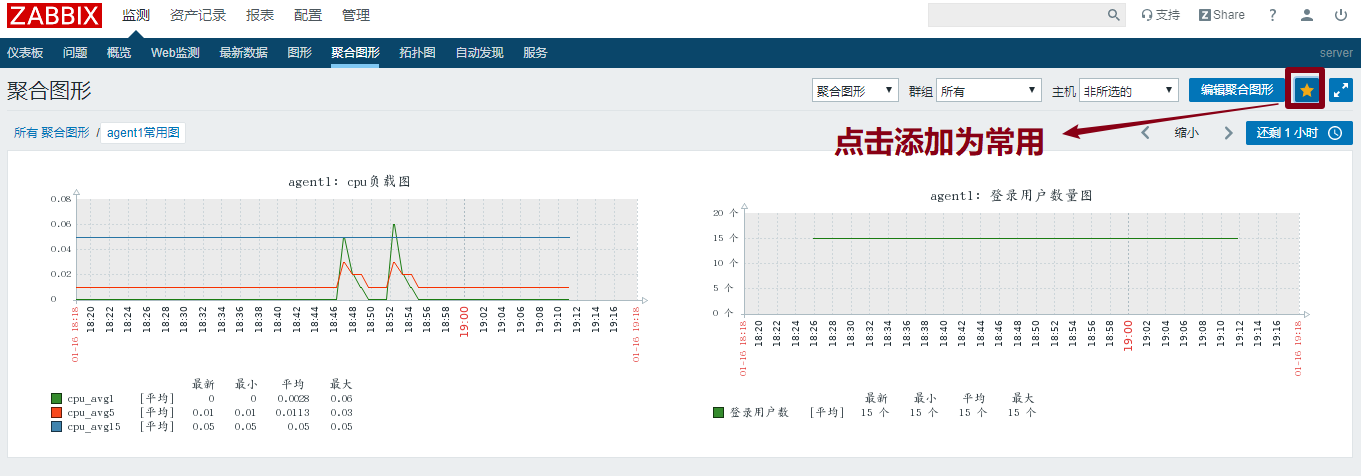 ZABBIX 监测 资产记录 报表 配置 管理 支持 Share ?
仪表板 问题 概览 Web监测 最新数据 图形 聚合图形 拓扑图 自动发现 服务 server
聚合图形 聚合图形 群组 所有 主机 非所选的 编辑聚合图形
所有 聚合图形 / agent1常用图 缩小 还剩 1 小时
点击添加为常用
agent1: cpu负载图
0.08
0.06
0.04
0.02
0
01-16 18:18 18:20 18:22 18:24 18:26 18:28 18:30 18:32 18:34 18:36 18:38 18:40 18:42 18:44 18:46 18:48 18:50 18:52 18:54 18:56 18:58 19:00 19:02 19:04 19:06 19:08 19:10 19:12 19:14 19:16 01-16 19:18
最新 最小 平均 最大
cpu_avg1 [平均] 0 0 0.0028 0.06
cpu_avg5 [平均] 0.01 0.01 0.0113 0.03
cpu_avg15 [平均] 0.05 0.05 0.05 0.05
agent1: 登录用户数量图
20 个
15 个
10 个
5 个
0 个
01-16 18:18 18:20 18:22 18:24 18:26 18:28 18:30 18:32 18:34 18:36 18:38 18:40 18:42 18:44 18:46 18:48 18:50 18:52 18:54 18:56 18:58 19:00 19:02 19:04 19:06 19:08 19:10 19:12 19:14 19:16 01-16 19:18
最新 最小 平均 最大
登录用户数 [平均] 15 个 15 个 15 个 15 个